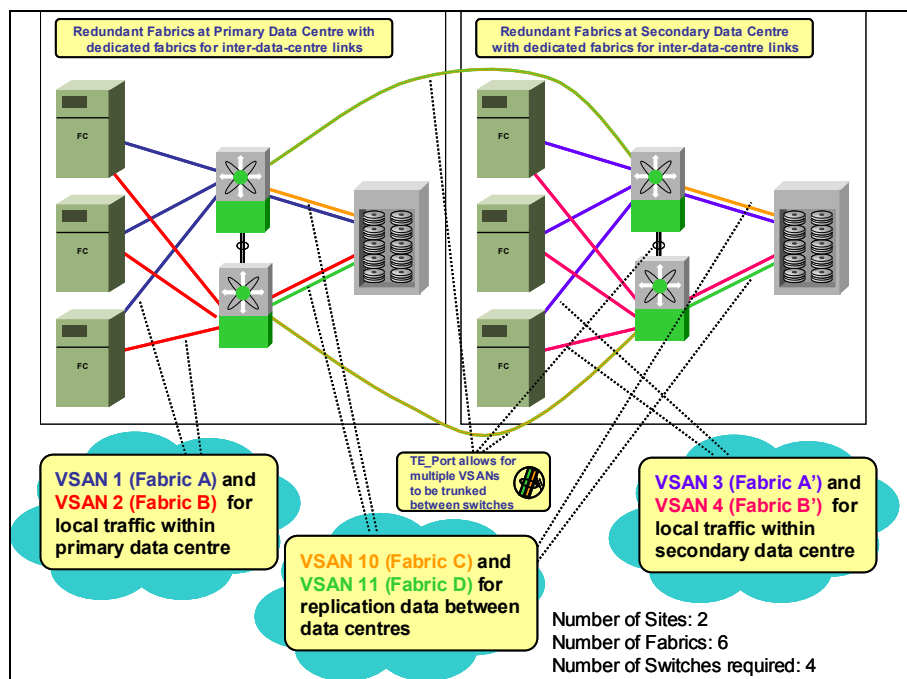 Redundant Fabrics at Primary Data Centre with
dedicated fabrics for inter-data-centre links
Redundant Fabrics at Secondary Data Centre
with dedicated fabrics for inter-data-centre links
FC
FC
FC
FC
FC
FC
VSAN 1 (Fabric A) and
VSAN 2 (Fabric B) for
local traffic within
primary data centre
TE_Port allows for
multiple VSANs
to be trunked
between switches
VSAN 3 (Fabric A’) and
VSAN 4 (Fabric B’) for
local traffic within
secondary data centre
VSAN 10 (Fabric C) and
VSAN 11 (Fabric D) for
replication data between
data centres
Number of Sites: 2
Number of Fabrics: 6
Number of Switches required: 4